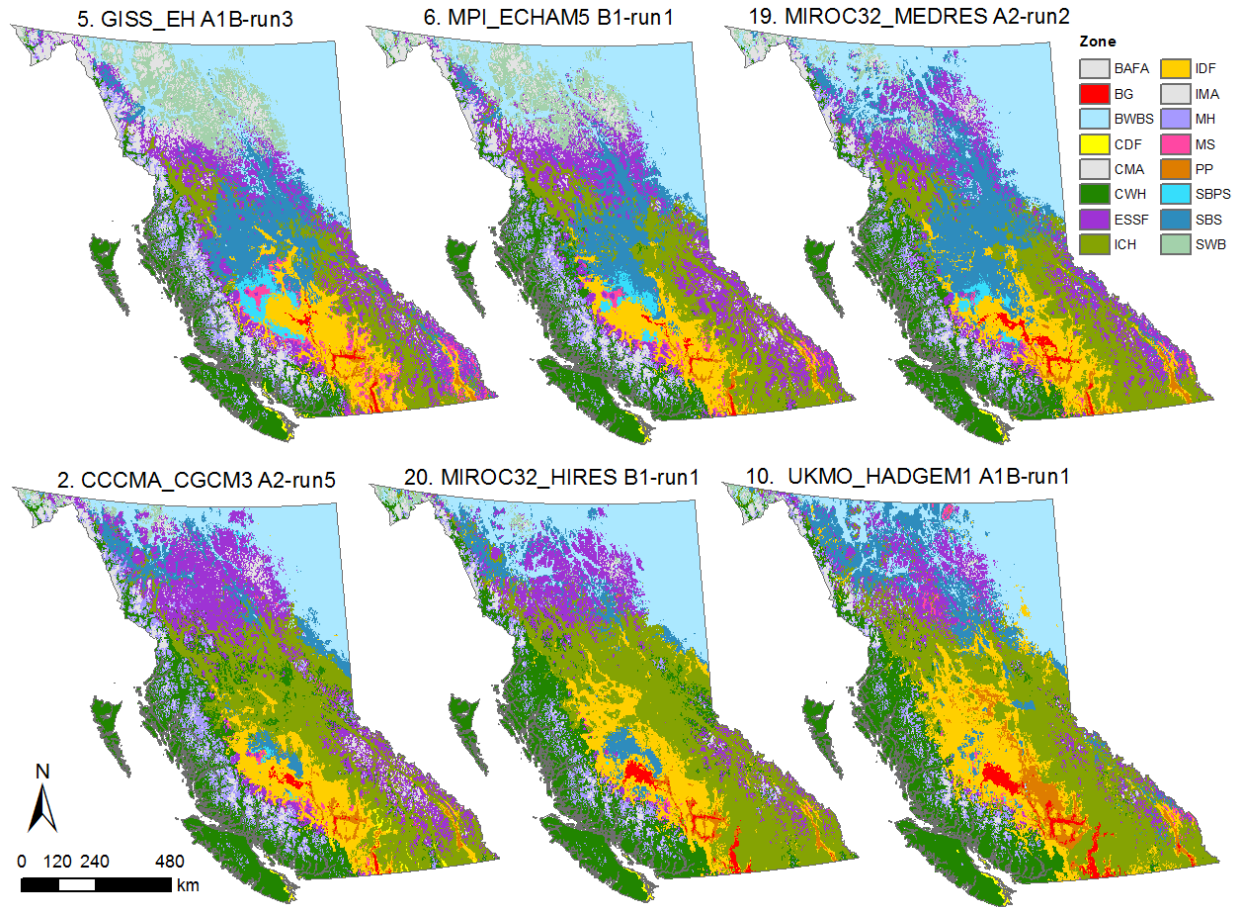 5. GISS_EH A1B-run3
6. MPI_ECHAM5 B1-run1
19. MIROC32_MEDRES A2-run2
Zone
BAFA IDF
BG IMA
BWBS MH
CDF MS
CMA PP
CWH SBPS
ESSF SBS
ICH SWB
2. CCCMA_CGCM3 A2-run5
20. MIROC32_HIRES B1-run1
10. UKMO_HADGEM1 A1B-run1
N
0 120 240 480
km